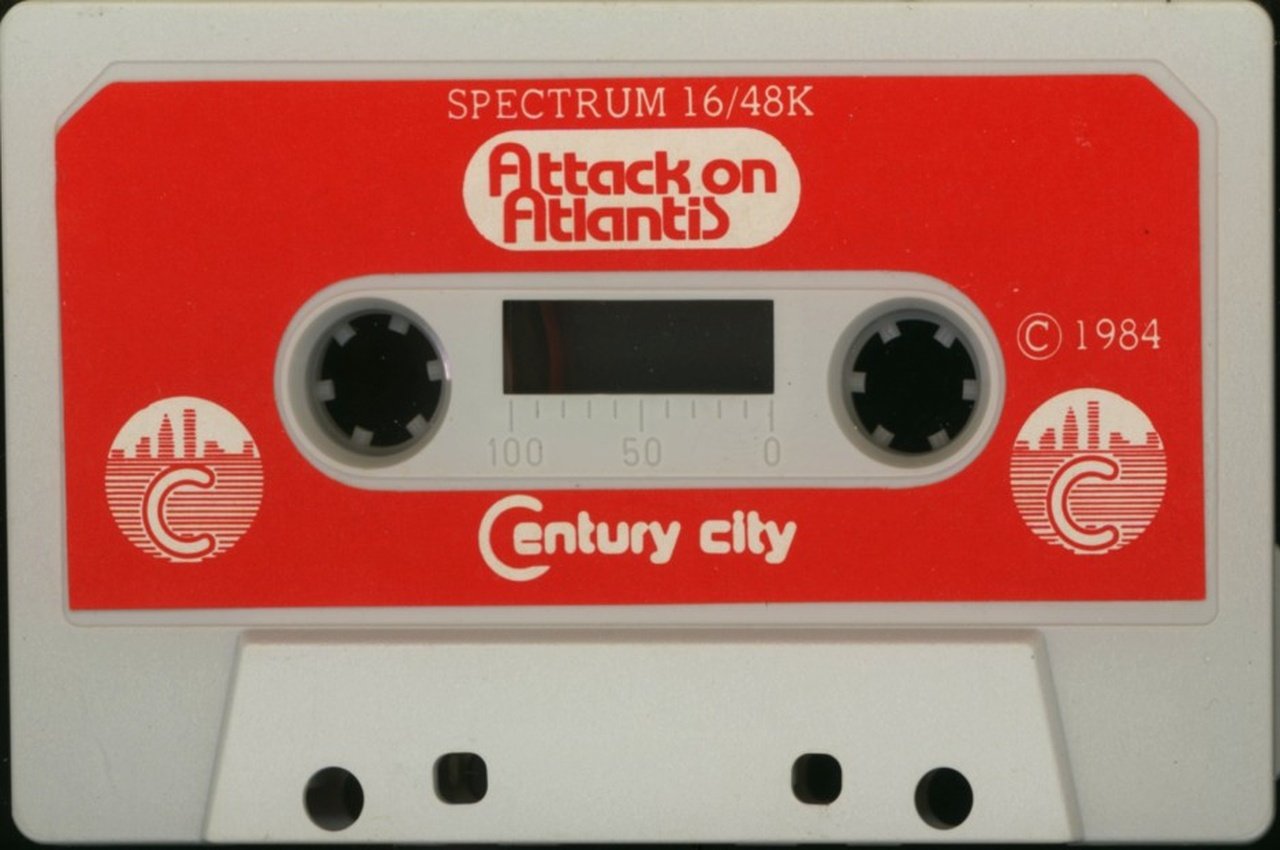 SPECTRUM 16/48K
Attack on
Atlantis
© 1984
100 50 0
C
C
Century city